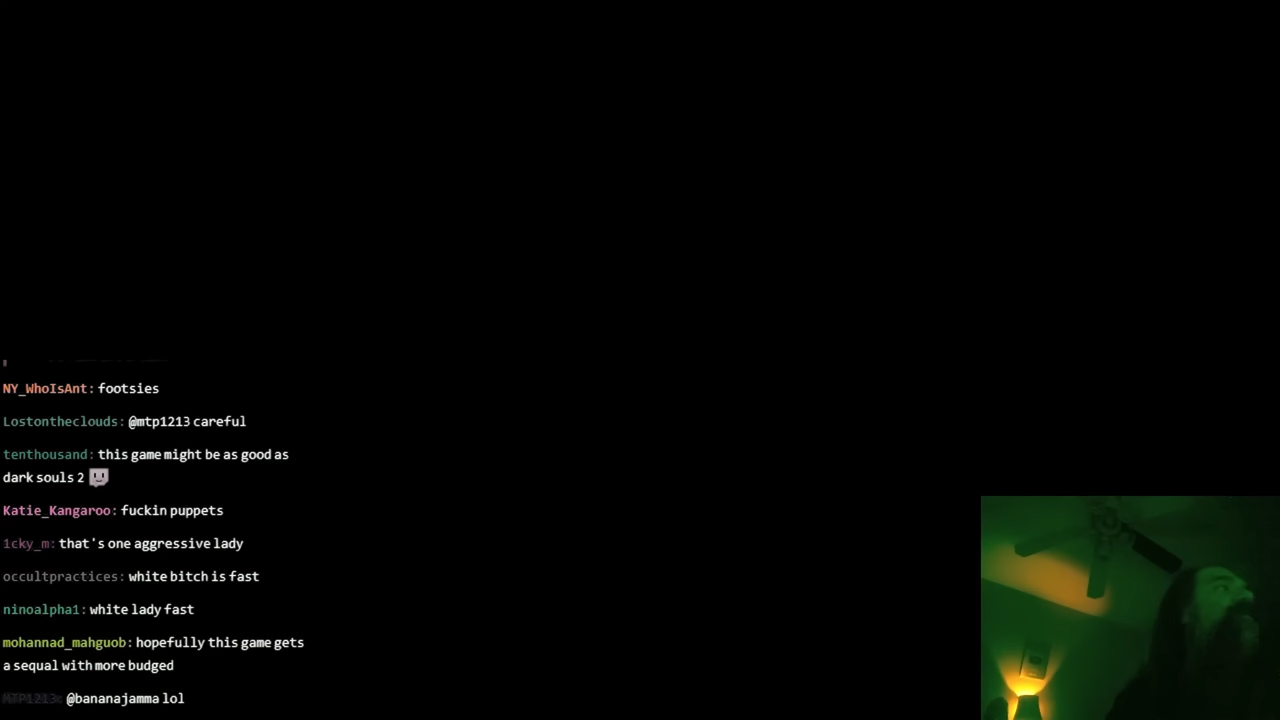 NY_WhoIsAnt: footsies
Lostontheclouds: @mtp1213 careful
tenthousand: this game might be as good as
dark souls 2
Katie_Kangaroo: fuckin puppets
1cky_m: that's one aggressive lady
occultpractices: white bitch is fast
ninoalpha1: white lady fast
mohannad_mahguob: hopefully this game gets
a sequal with more budged
MTP1213: @bananajamma lol